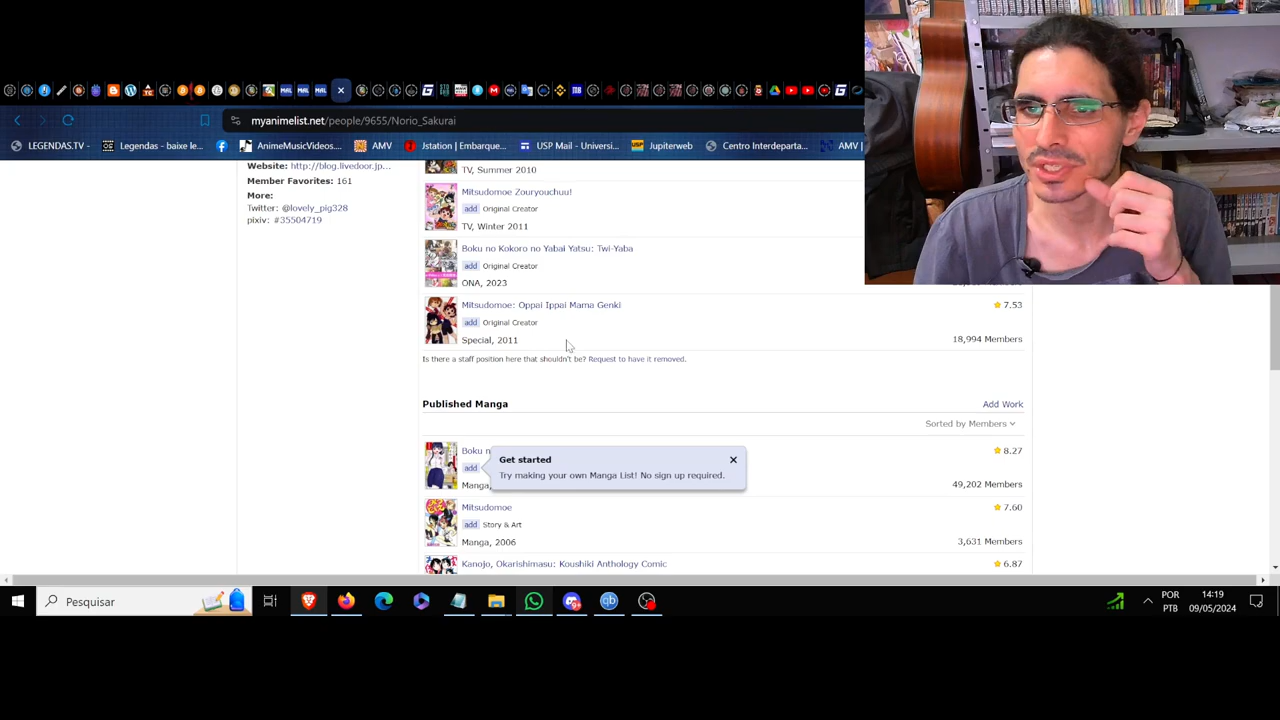 myanimelist.net/people/9655/Norio_Sakurai
LEGENDAS.TV -
Legendas - baixe le...
AnimeMusicVideos....
AMV
Jstation | Embarque...
USP Mail - Universi...
Jupiterweb
Centro Interdeparta...
AMV |
Website: http://blog.livedoor.jp...
Member Favorites: 161
More:
Twitter: @lovely_pig328
pixiv: #35504719
TV, Summer 2010
Mitsudomoe Zouryouchuu!
add Original Creator
TV, Winter 2011
Boku no Kokoro no Yabai Yatsu: Twi-Yaba
add Original Creator
ONA, 2023
Mitsudomoe: Oppai Ippai Mama Genki
7.53
add Original Creator
Special, 2011
18,994 Members
Is there a staff position here that shouldn't be? Request to have it removed.
Published Manga
Add Work
Sorted by Members
Boku n
8.27
add
Manga,
49,202 Members
Get started
Try making your own Manga List! No sign up required.
Mitsudomoe
7.60
add Story & Art
Manga, 2006
3,631 Members
Kanojo, Okarishimasu: Koushiki Anthology Comic
6.87
Pesquisar
POR
PTB
14:19
09/05/2024